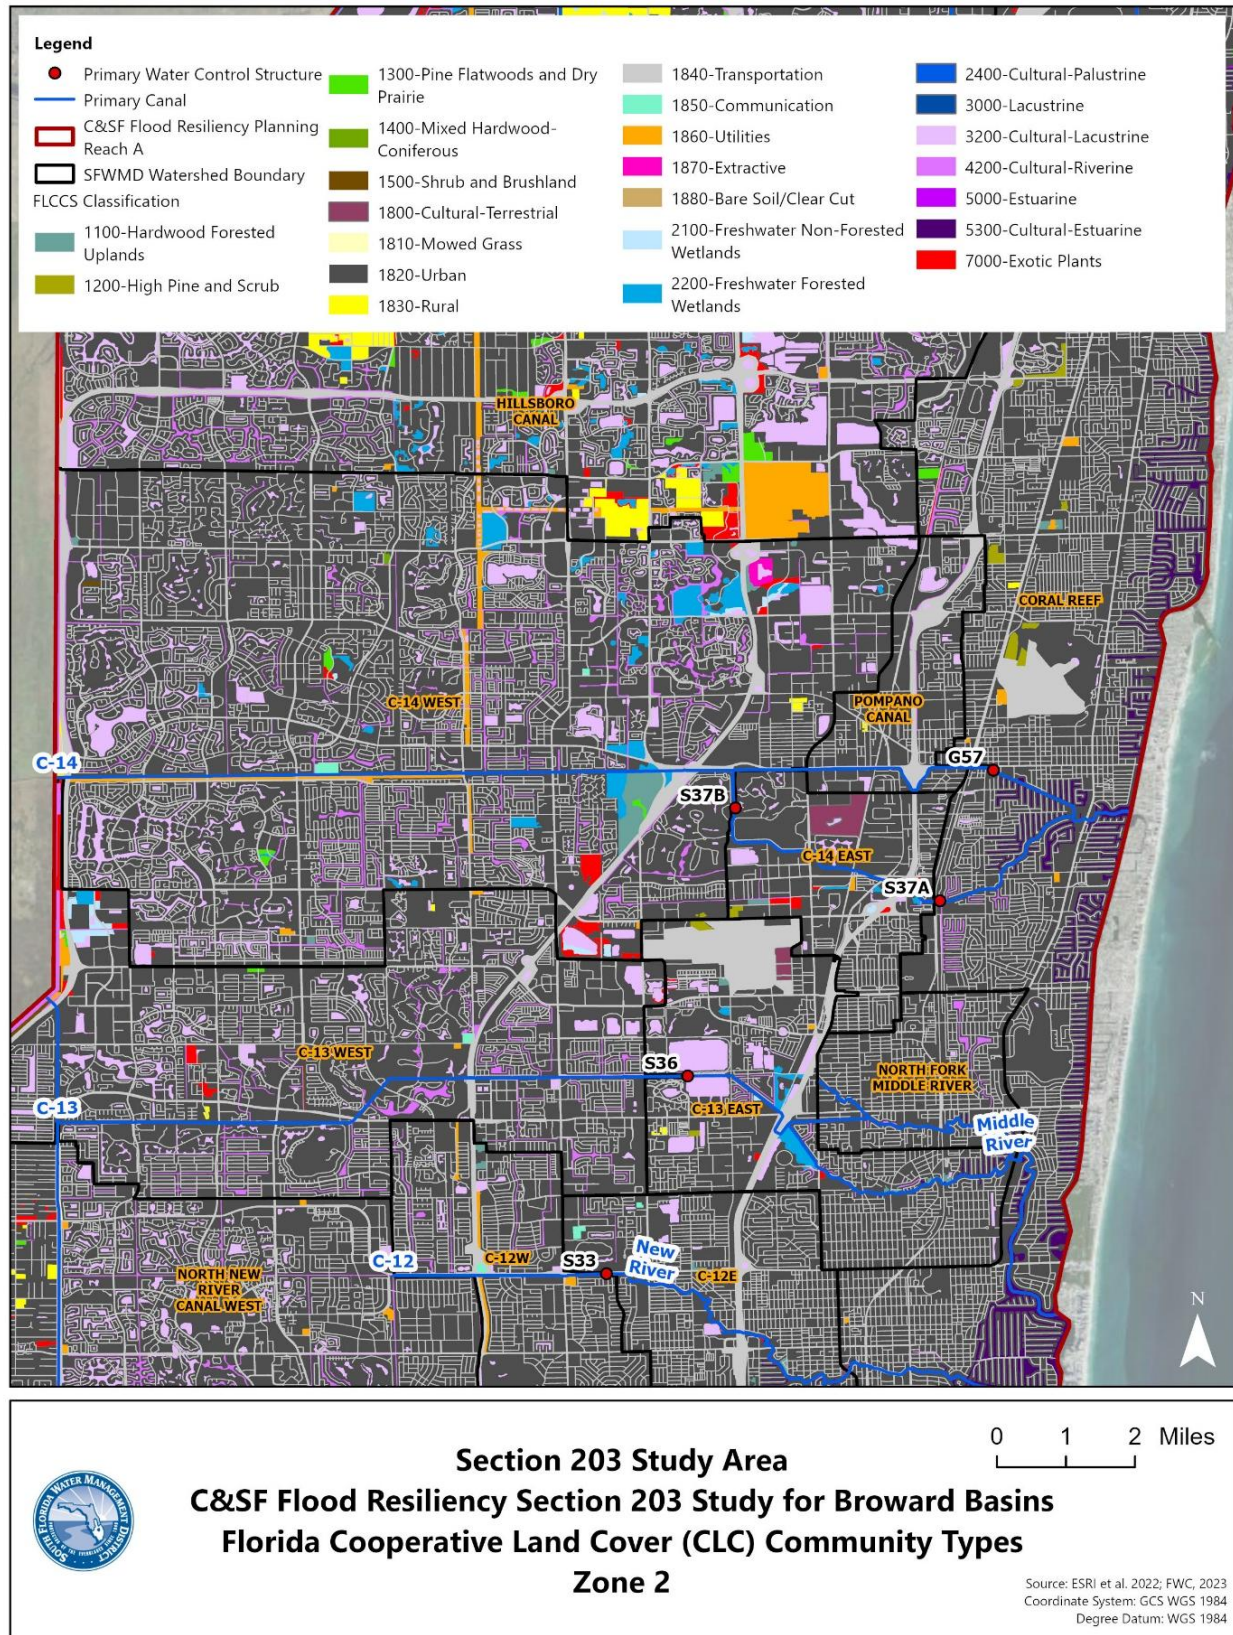 Legend
Primary Water Control Structure
Primary Canal
C&SF Flood Resiliency Planning
Reach A
SFWMD Watershed Boundary
FLCCS Classification
1100-Hardwood Forested
Uplands
1200-High Pine and Scrub
1300-Pine Flatwoods and Dry
Prairie
1400-Mixed Hardwood-
Coniferous
1500-Shrub and Brushland
1800-Cultural-Terrestrial
1810-Mowed Grass
1820-Urban
1830-Rural
1840-Transportation
1850-Communication
1860-Utilities
1870-Extractive
1880-Bare Soil/Clear Cut
2100-Freshwater Non-Forested
Wetlands
2200-Freshwater Forested
Wetlands
2400-Cultural-Palustrine
3000-Lacustrine
3200-Cultural-Lacustrine
4200-Cultural-Riverine
5000-Estuarine
5300-Cultural-Estuarine
7000-Exotic Plants
HILLSBORO
CANAL
CORAL REEF
C-14 WEST
POMPANO
CANAL
C-14
G57
S37B
C-14 EAST
S37A
C-13 WEST
S36
NORTH FORK
MIDDLE RIVER
C-13
C-13 EAST
Middle
River
C-12
C-12W
S33
New
River
C-12E
NORTH NEW
RIVER
CANAL WEST
N
0 1 2 Miles
Section 203 Study Area
C&SF Flood Resiliency Section 203 Study for Broward Basins
Florida Cooperative Land Cover (CLC) Community Types
Zone 2
SOUTH FLORIDA WATER MANAGEMENT DISTRICT
Source: ESRI et al. 2022; FWC, 2023
Coordinate System: GCS WGS 1984
Degree Datum: WGS 1984